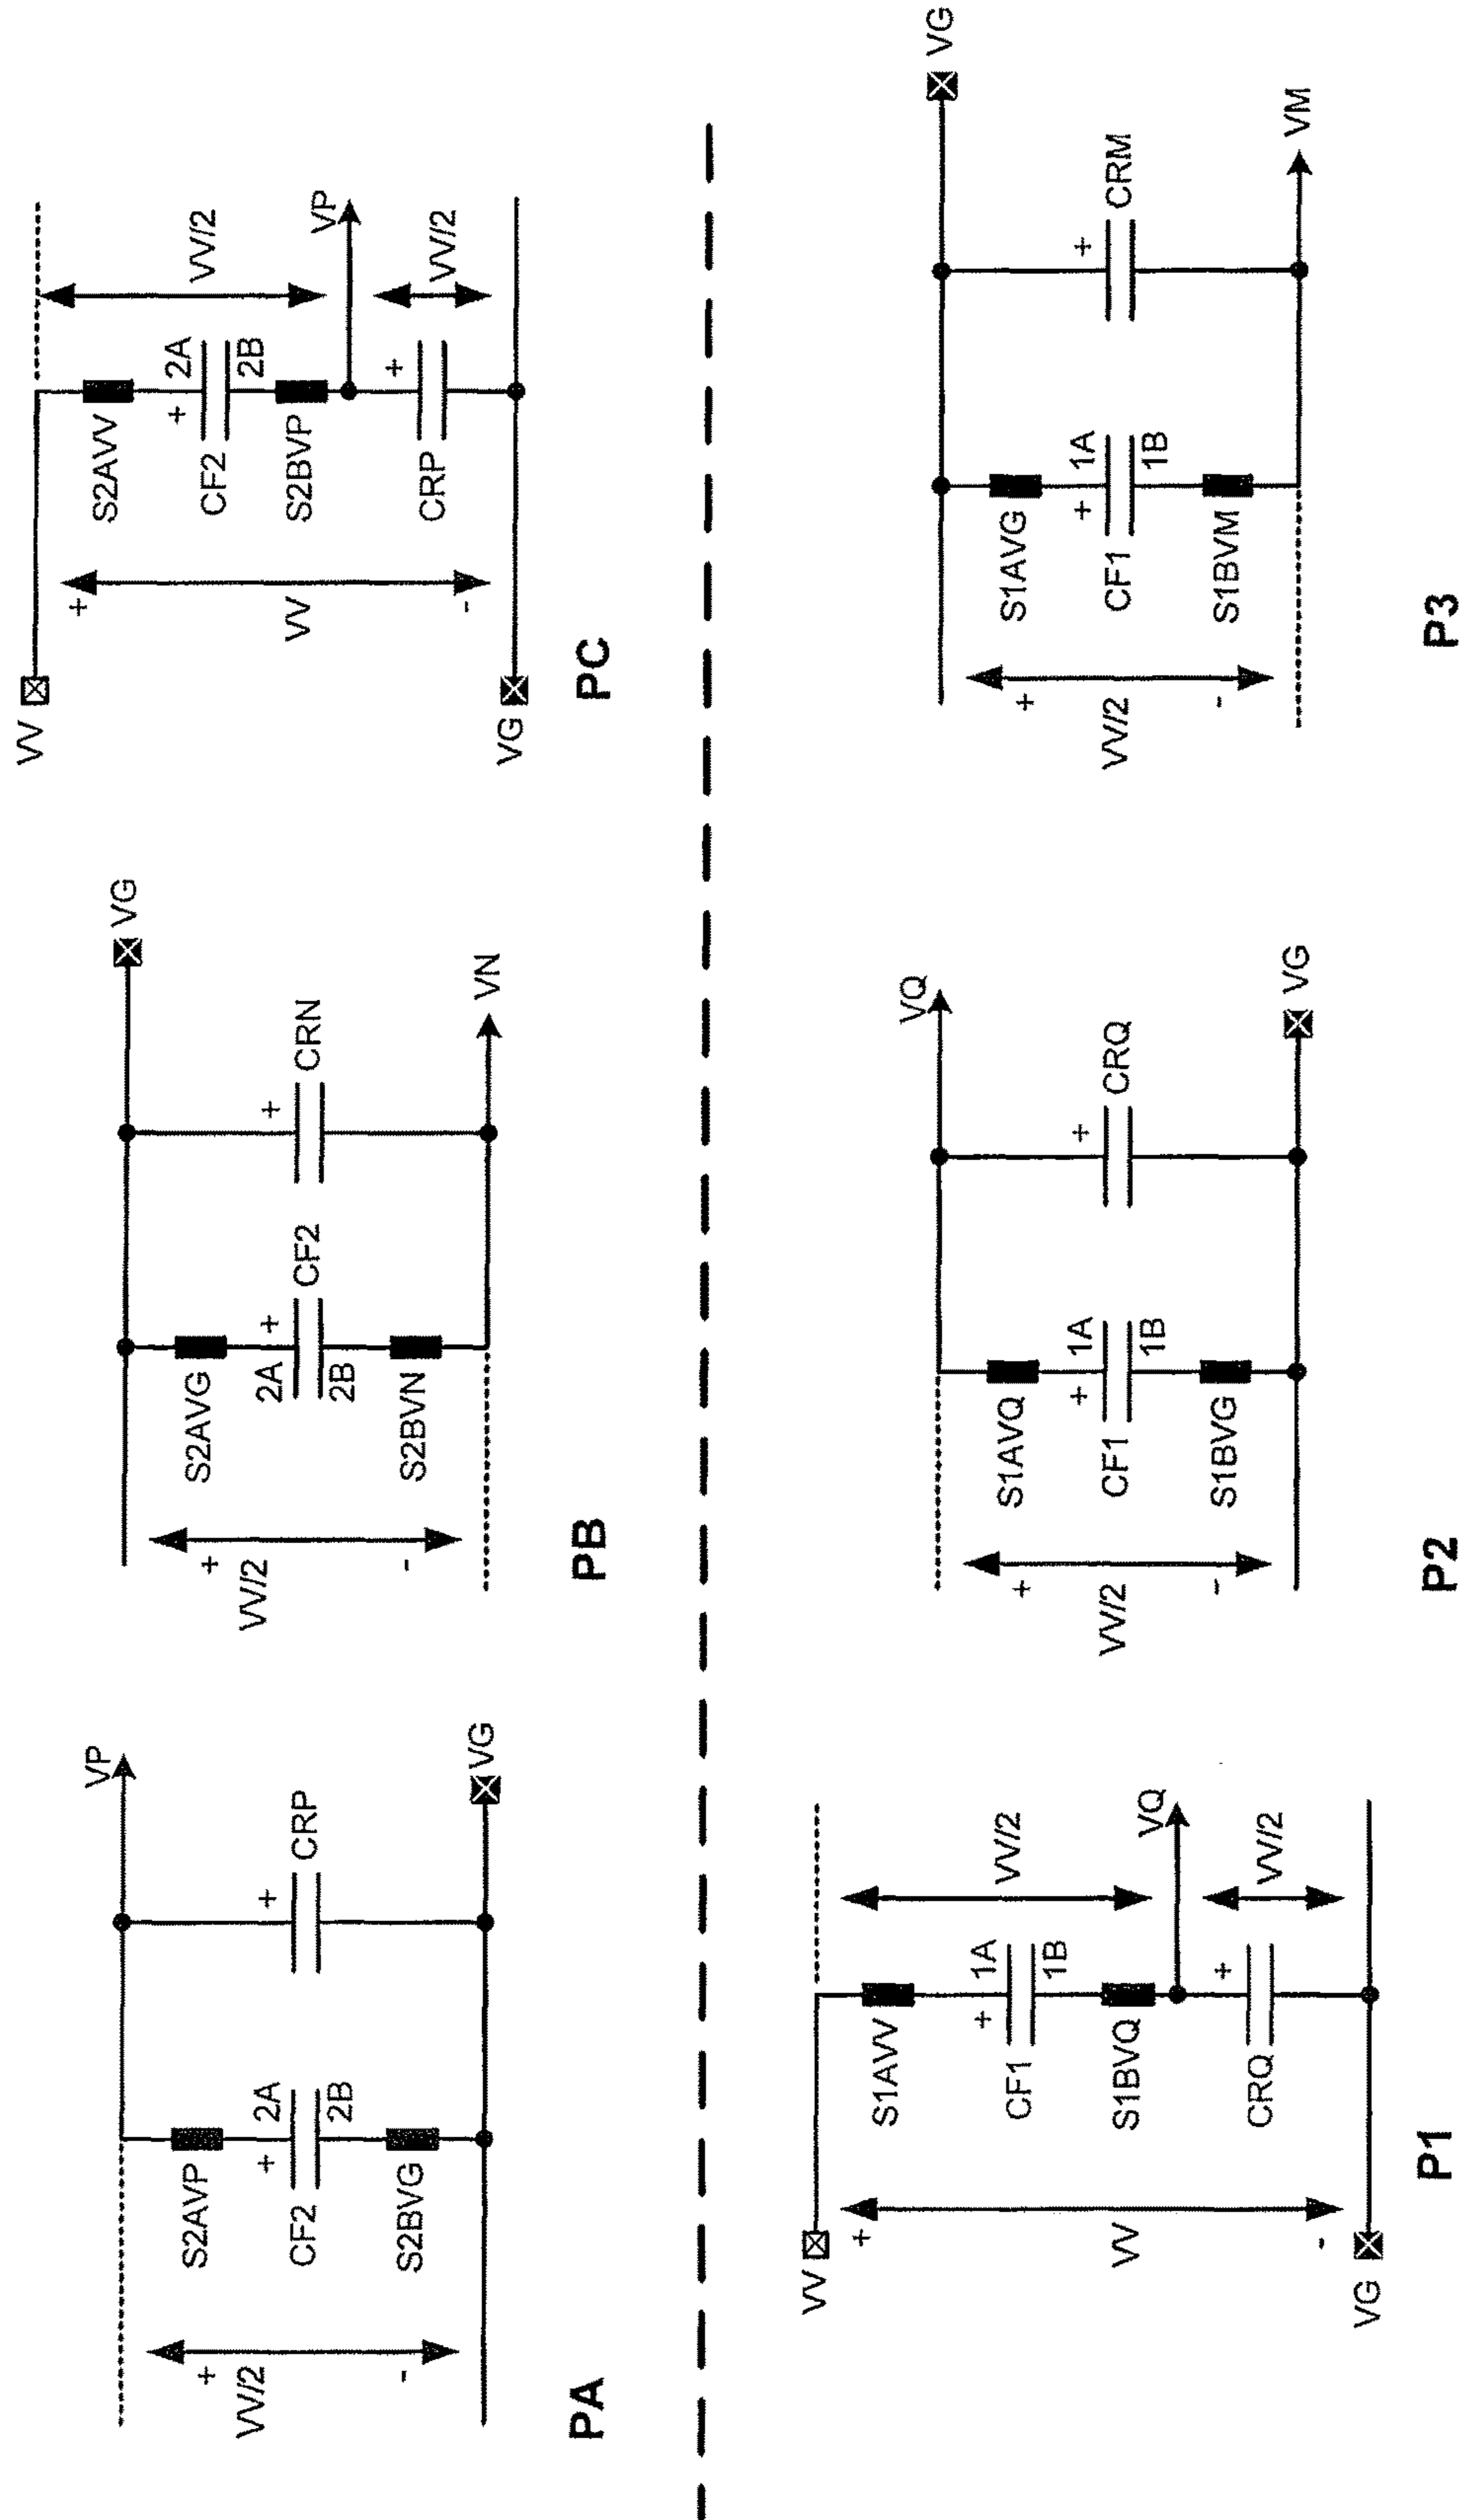 VP
VG
S2AVP
CF2
S2BVG
+
2A
2B
+
CRP
+
VV/2
-
PA
VG
VN
S2AVG
2A
2B
S2BVN
+
CF2
+
CRN
+
VV/2
-
PB
VV
VG
+
VV
-
S2AVV
CF2
S2BVP
CRP
+
2A
2B
+
VP
VV/2
VV/2
PC
VV
VG
+
VV
-
S1AVV
CF1
S1BVQ
CRQ
+
1A
1B
+
VQ
VV/2
VV/2
P1
VQ
VG
S1AVQ
CF1
S1BVG
+
1A
1B
+
CRQ
+
VV/2
-
P2
VG
VM
S1AVG
CF1
S1BVM
+
1A
1B
+
CRM
+
VV/2
-
P3